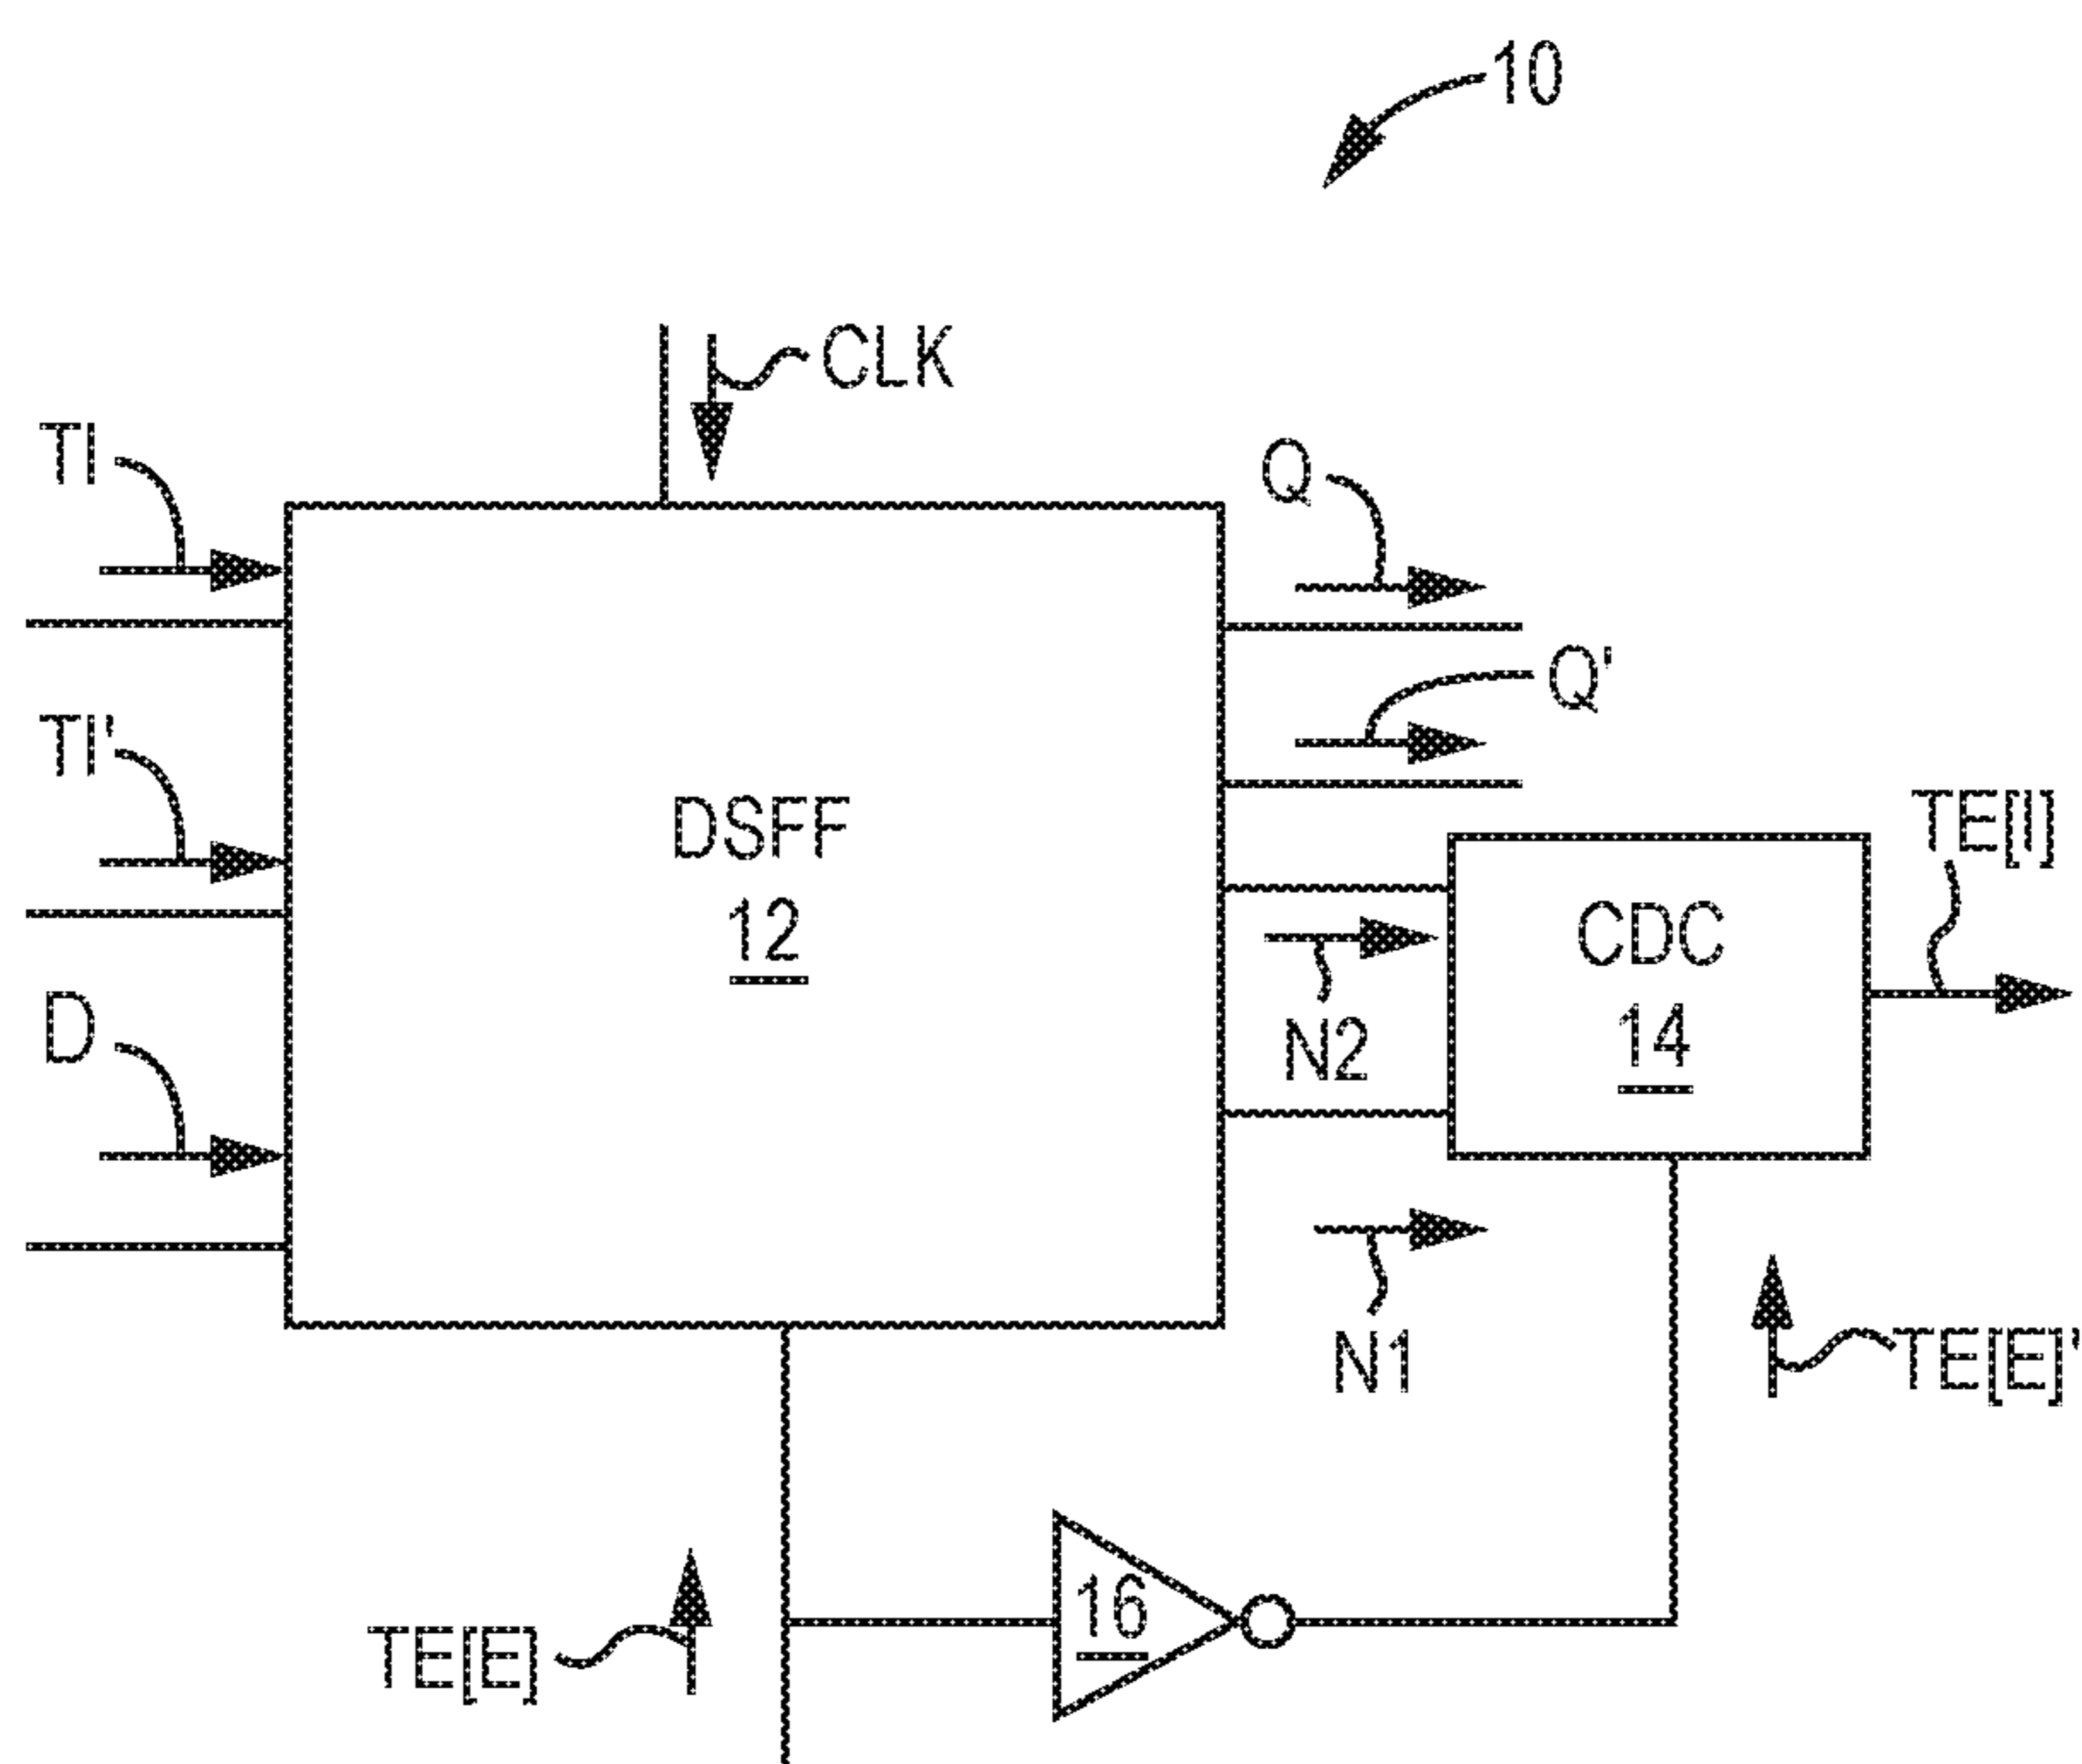 10
CLK
TI
Q
Q'
TI'
DSFF
12
TE[I]
CDC
14
D
N2
N1
TE[E]'
16
TE[E]